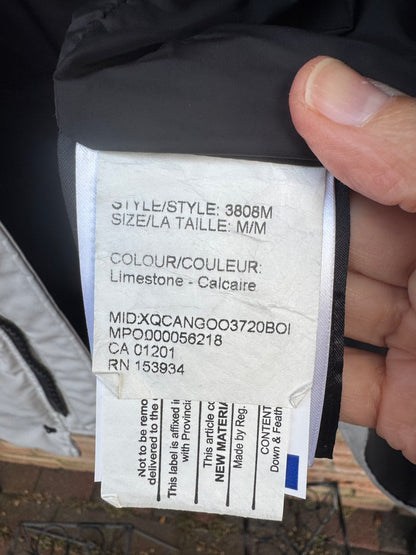 STYLE/STYLE: 3808M
SIZE/LA TAILLE: M/M
COLOUR/COULEUR:
Limestone - Calcaire
MID:XQCANGOO3720BOI
MPO000056218
CA 01201
RN 153934
Not to be remo
delivered to the
This label is affixed i
with Provinci
This article co
NEW MATERIA
Made by Reg.
CONTENT
Down & Feath